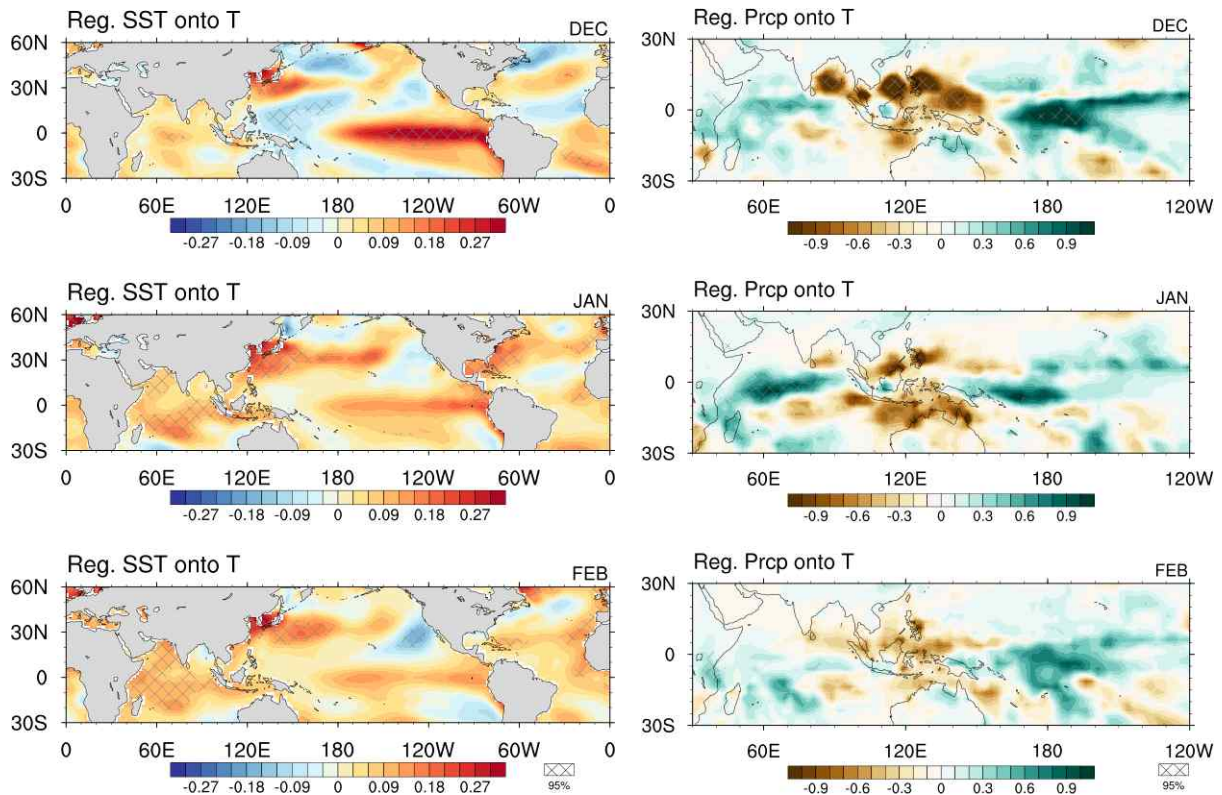 Reg. SST onto T DEC
60N
30N
0
30S
0 60E 120E 180 120W 60W 0
-0.27 -0.18 -0.09 0 0.09 0.18 0.27
Reg. Prcp onto T DEC
30N
0
30S
60E 120E 180 120W
-0.9 -0.6 -0.3 0 0.3 0.6 0.9
Reg. SST onto T JAN
60N
30N
0
30S
0 60E 120E 180 120W 60W 0
-0.27 -0.18 -0.09 0 0.09 0.18 0.27
Reg. Prcp onto T JAN
30N
0
30S
60E 120E 180 120W
-0.9 -0.6 -0.3 0 0.3 0.6 0.9
Reg. SST onto T FEB
60N
30N
0
30S
0 60E 120E 180 120W 60W 0
-0.27 -0.18 -0.09 0 0.09 0.18 0.27
95%
Reg. Prcp onto T FEB
30N
0
30S
60E 120E 180 120W
-0.9 -0.6 -0.3 0 0.3 0.6 0.9
95%